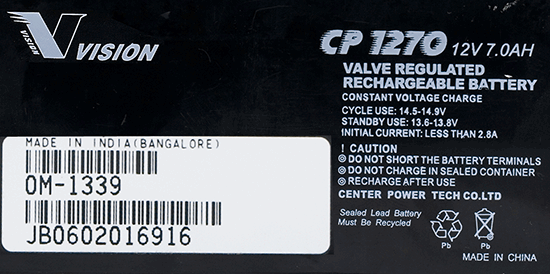 VISION
VISION
CP 1270 12V 7.0AH
VALVE REGULATED
RECHARGEABLE BATTERY
CONSTANT VOLTAGE CHARGE
CYCLE USE: 14.5-14.9V
STANDBY USE: 13.6-13.8V
INITIAL CURRENT: LESS THAN 2.8A
! CAUTION
DO NOT SHORT THE BATTERY TERMINALS
DO NOT CHARGE IN SEALED CONTAINER
RECHARGE AFTER USE
CENTER POWER TECH CO.LTD
Sealed Lead Battery
Must Be Recycled
Pb
Pb
MADE IN INDIA(BANGALORE)
OM-1339
JB0602016916